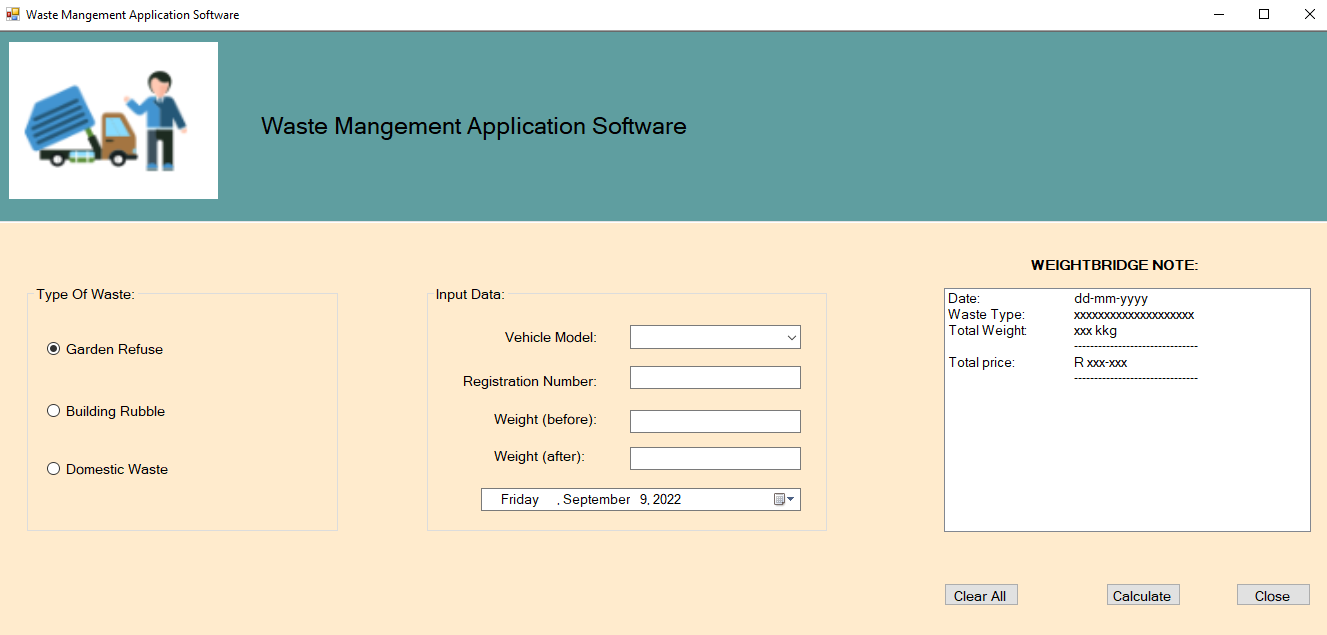 Waste Mangement Application Software
Waste Mangement Application Software
Type Of Waste:
Garden Refuse
Building Rubble
Domestic Waste
Input Data:
Vehicle Model:
Registration Number:
Weight (before):
Weight (after):
Friday , September 9, 2022
WEIGHTBRIDGE NOTE:
Date: dd-mm-yyyy
Waste Type: xxxxxxxxxxxxxxxxxxxx
Total Weight: xxx kkg
-------------------------------
Total price: R xxx-xxx
-------------------------------
Clear All Calculate Close